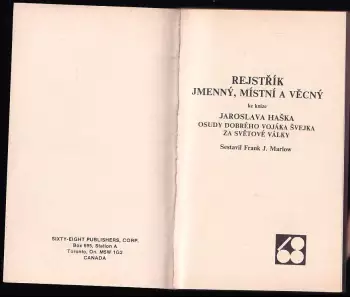 SIXTY-EIGHT PUBLISHERS, CORP.
Box 695, Station A
Toronto, On. M5W 1G2
CANADA
REJSTŘÍK
JMENNÝ, MÍSTNÍ A VĚCNÝ
ke knize
JAROSLAVA HAŠKA
OSUDY DOBRÉHO VOJÁKA ŠVEJKA
ZA SVĚTOVÉ VÁLKY
Sestavil Frank J. Marlow
68